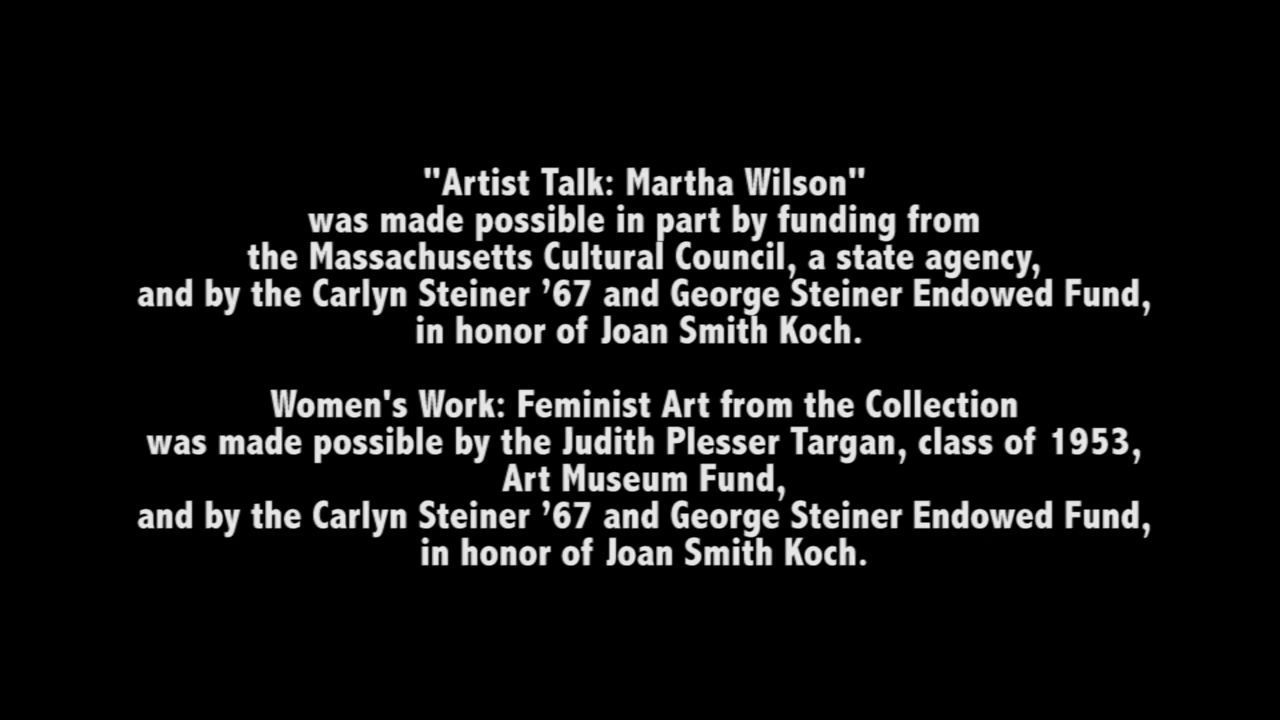 "Artist Talk: Martha Wilson"
was made possible in part by funding from
the Massachusetts Cultural Council, a state agency,
and by the Carlyn Steiner ’67 and George Steiner Endowed Fund,
in honor of Joan Smith Koch.
Women's Work: Feminist Art from the Collection
was made possible by the Judith Plesser Targan, class of 1953,
Art Museum Fund,
and by the Carlyn Steiner ’67 and George Steiner Endowed Fund,
in honor of Joan Smith Koch.